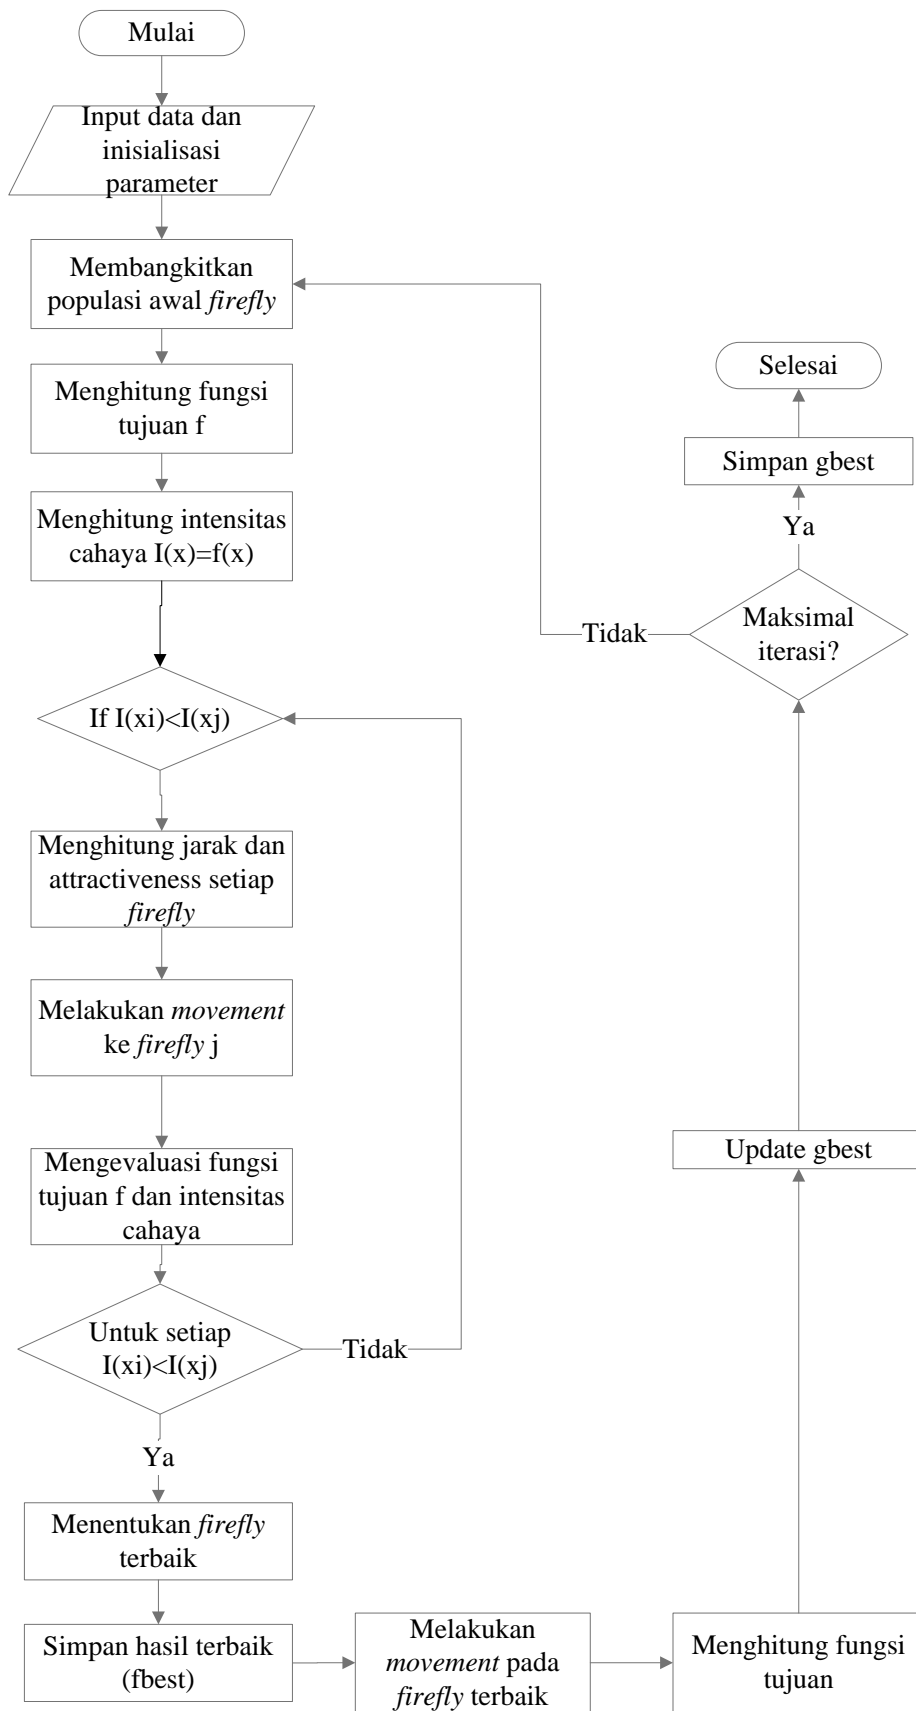 Mulai
Input data dan
inisialisasi
parameter
Membangkitkan
populasi awal firefly
Menghitung fungsi
tujuan f
Menghitung intensitas
cahaya I(x)=f(x)
If I(xi)<I(xj)
Menghitung jarak dan
attractiveness setiap
firefly
Melakukan movement
ke firefly j
Mengevaluasi fungsi
tujuan f dan intensitas
cahaya
Untuk setiap
I(xi)<I(xj)
Tidak
Ya
Menentukan firefly
terbaik
Simpan hasil terbaik
(fbest)
Melakukan
movement pada
firefly terbaik
Menghitung fungsi
tujuan
Update gbest
Maksimal
iterasi?
Tidak
Ya
Simpan gbest
Selesai